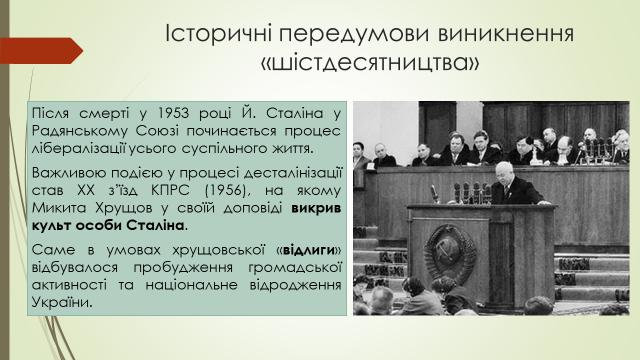 Історичні передумови виникнення
«шістдесятництва»
Після смерті у 1953 році Й. Сталіна у
Радянському Союзі починається процес
лібералізації усього суспільного життя.
Важливою подією у процесі десталінізації
став ХХ з’їзд КПРС (1956), на якому
Микита Хрущов у своїй доповіді викрив
культ особи Сталіна.
Саме в умовах хрущовської «відлиги»
відбувалося пробудження громадської
активності та національне відродження
України.